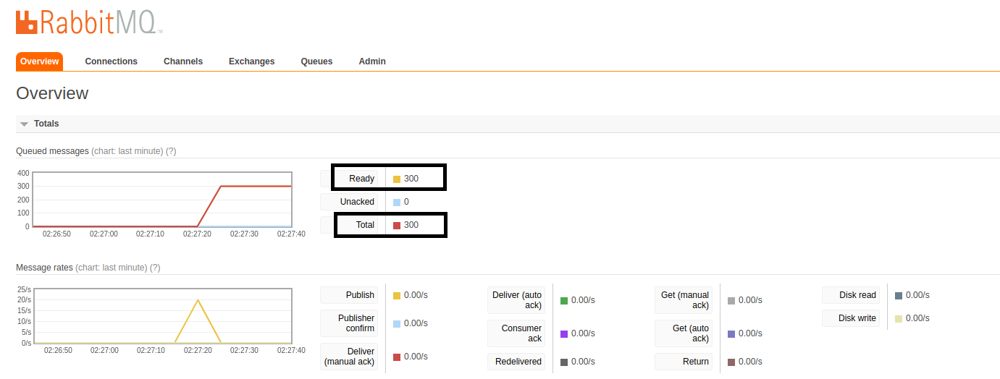 RabbitMQ™
Overview Connections Channels Exchanges Queues Admin
Overview
Totals
Queued messages (chart: last minute) (?)
400
300
200
100
0
02:26:50 02:27:00 02:27:10 02:27:20 02:27:30 02:27:40
Ready 300
Unacked 0
Total 300
Message rates (chart: last minute) (?)
25/s
20/s
15/s
10/s
5/s
0/s
02:26:50 02:27:00 02:27:10 02:27:20 02:27:30 02:27:40
Publish 0.00/s
Publisher
confirm 0.00/s
Deliver
(manual ack) 0.00/s
Deliver (auto
ack) 0.00/s
Consumer
ack 0.00/s
Redelivered 0.00/s
Get (manual
ack) 0.00/s
Get (auto
ack) 0.00/s
Return 0.00/s
Disk read 0.00/s
Disk write 0.00/s